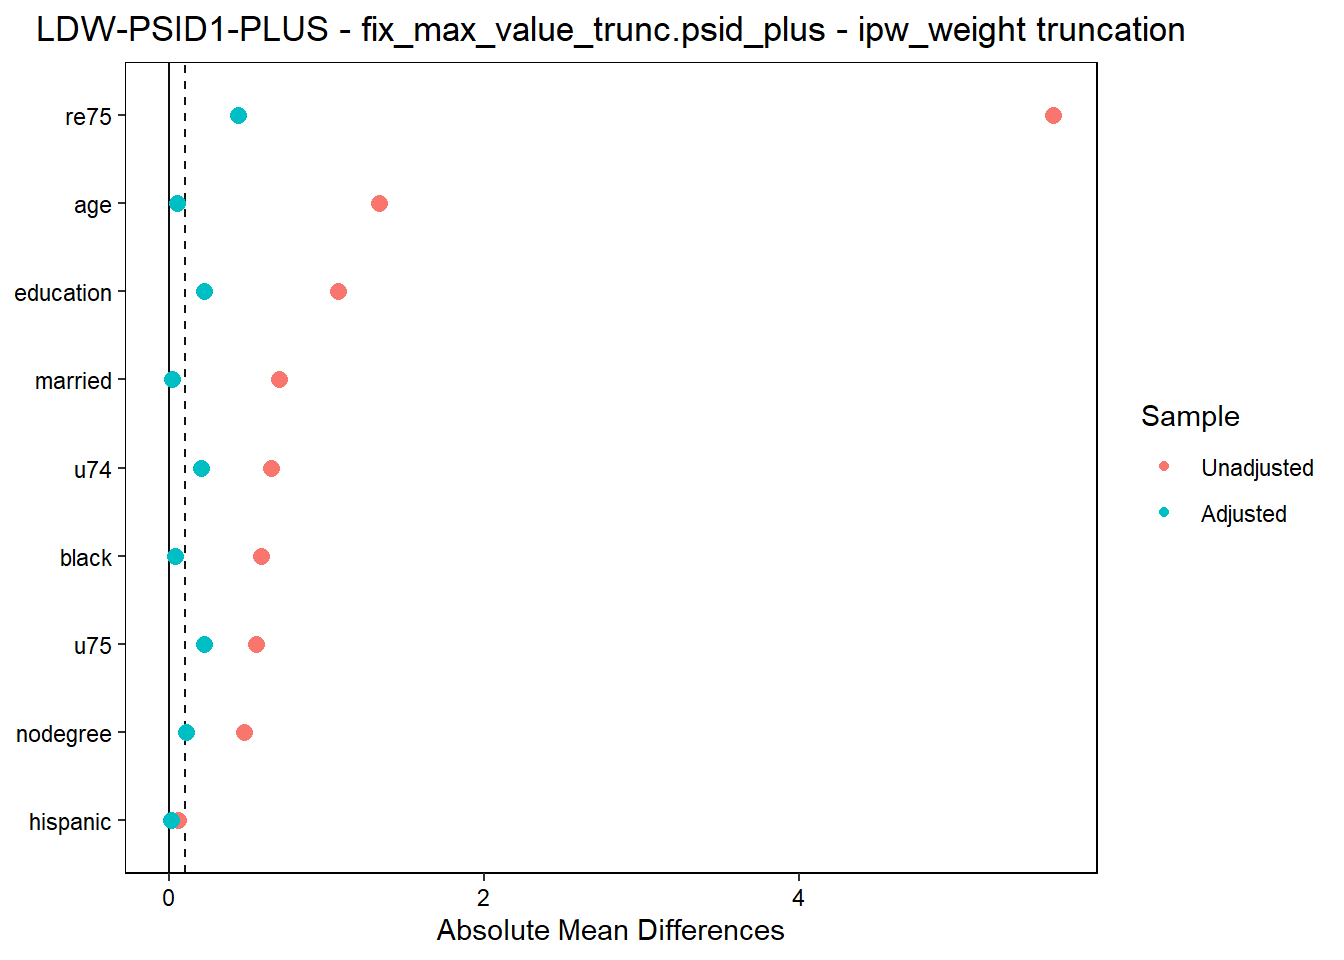 LDW-PSID1-PLUS - fix_max_value_trunc.psid_plus - ipw_weight truncation
re75
age
education
married
u74
black
u75
nodegree
hispanic
0 2 4
Absolute Mean Differences
Sample
Unadjusted
Adjusted